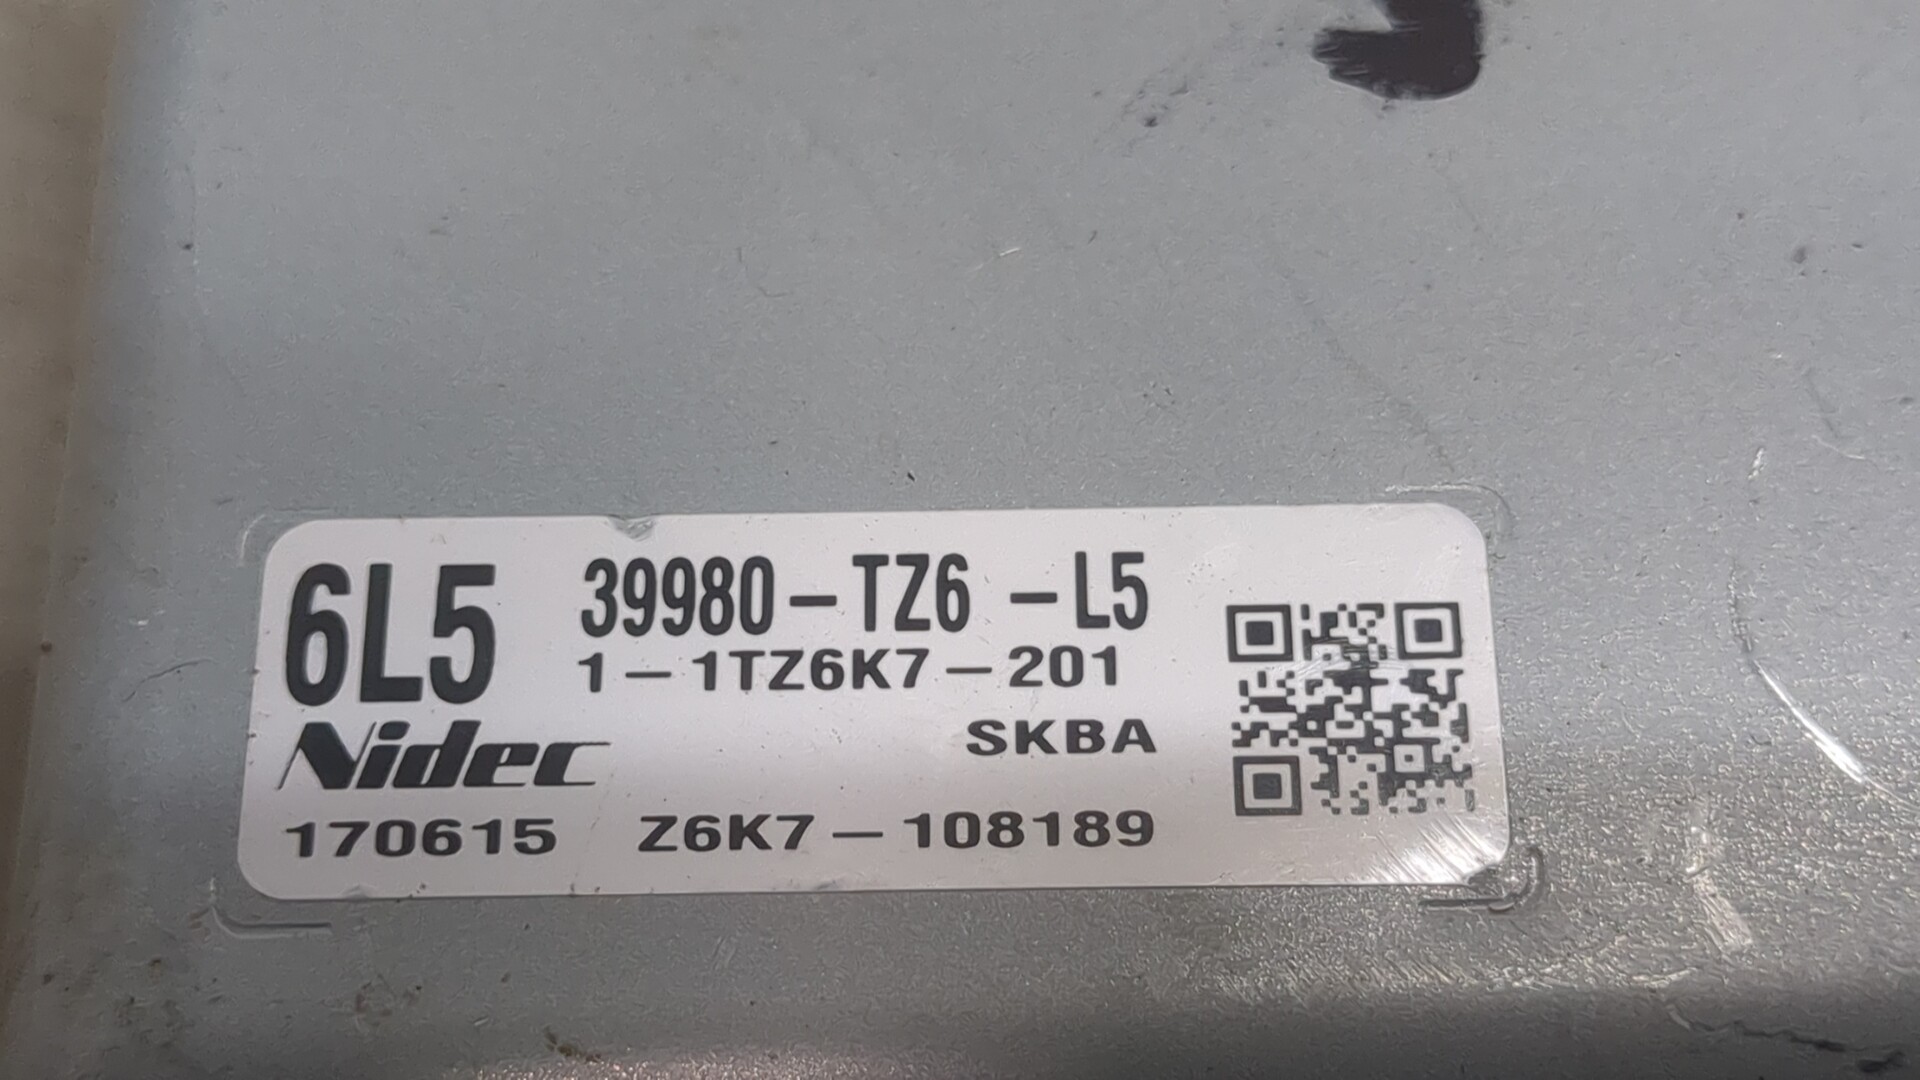 6L5 39980-TZ6-L5
1-1TZ6K7-201
Nidec SKBA
170615 Z6K7-108189